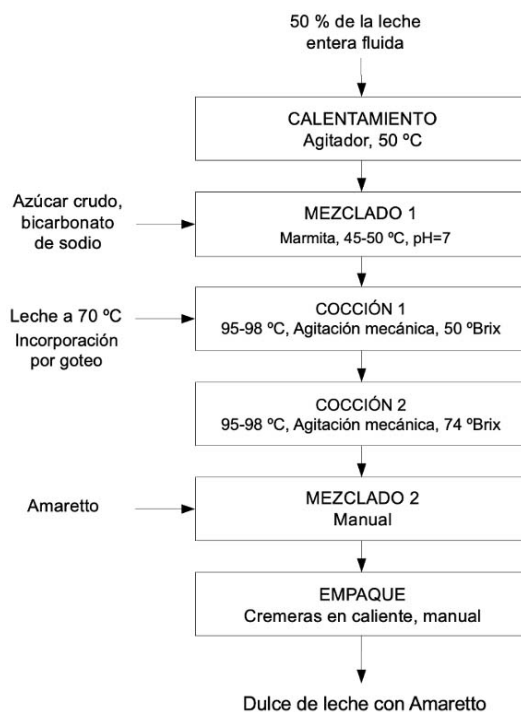 50 % de la leche
entera fluida
CALENTAMIENTO
Agitador, 50 ºC
Azúcar crudo,
bicarbonato
de sodio
MEZCLADO 1
Marmita, 45-50 ºC, pH=7
Leche a 70 ºC
Incorporación
por goteo
COCCIÓN 1
95-98 ºC, Agitación mecánica, 50 ºBrix
COCCIÓN 2
95-98 ºC, Agitación mecánica, 74 ºBrix
Amaretto
MEZCLADO 2
Manual
EMPAQUE
Cremeras en caliente, manual
Dulce de leche con Amaretto